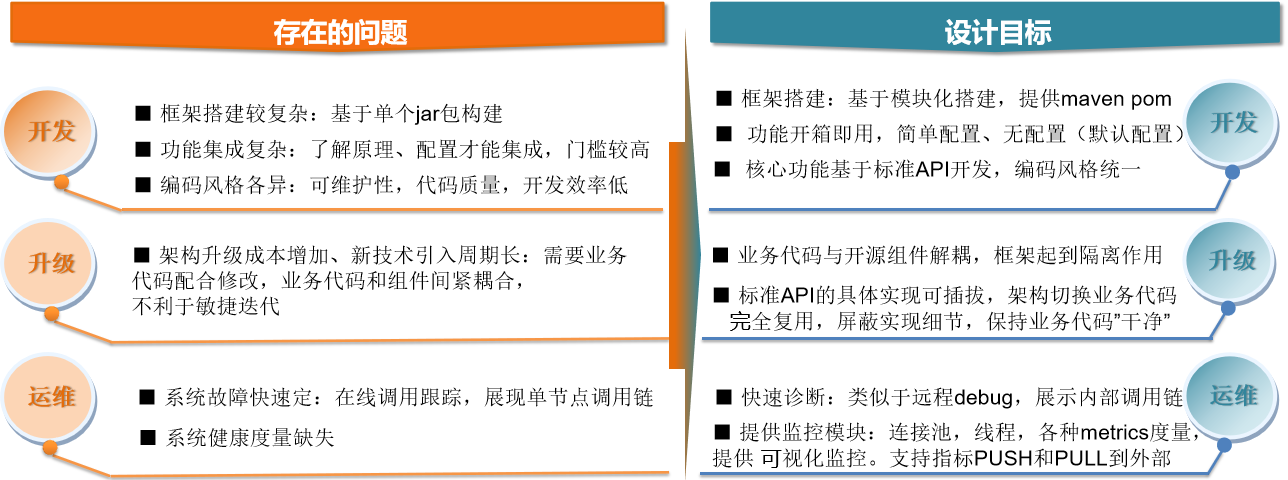 存在的问题
开发
■ 框架搭建较复杂：基于单个jar包构建
■ 功能集成复杂：了解原理、配置才能集成，门槛较高
■ 编码风格各异：可维护性，代码质量，开发效率低
升级
■ 架构升级成本增加、新技术引入周期长：需要业务
代码配合修改，业务代码和组件间紧耦合，
不利于敏捷迭代
运维
■ 系统故障快速定：在线调用跟踪，展现单节点调用链
■ 系统健康度量缺失
设计目标
■ 框架搭建：基于模块化搭建，提供maven pom
■ 功能开箱即用，简单配置、无配置（默认配置）
■ 核心功能基于标准API开发，编码风格统一
开发
■ 业务代码与开源组件解耦，框架起到隔离作用
■ 标准API的具体实现可插拔，架构切换业务代码
完全复用，屏蔽实现细节，保持业务代码”干净”
升级
■ 快速诊断：类似于远程debug，展示内部调用链
■ 提供监控模块：连接池，线程，各种metrics度量，
提供 可视化监控。支持指标PUSH和PULL到外部
运维